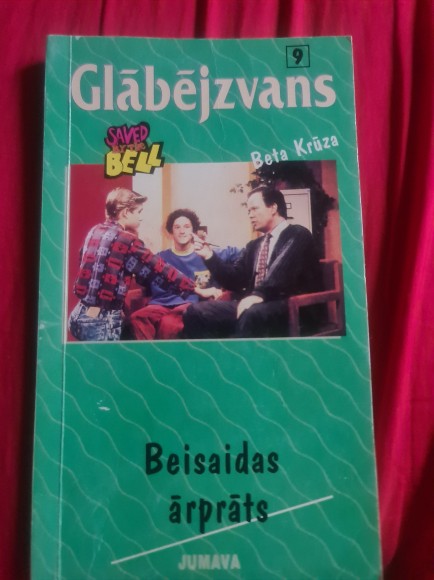 9
Glābējzvans
SAVED
BY THE
BELL
Beta Krūza
Beisaidas
ārprāts
JUMAVA